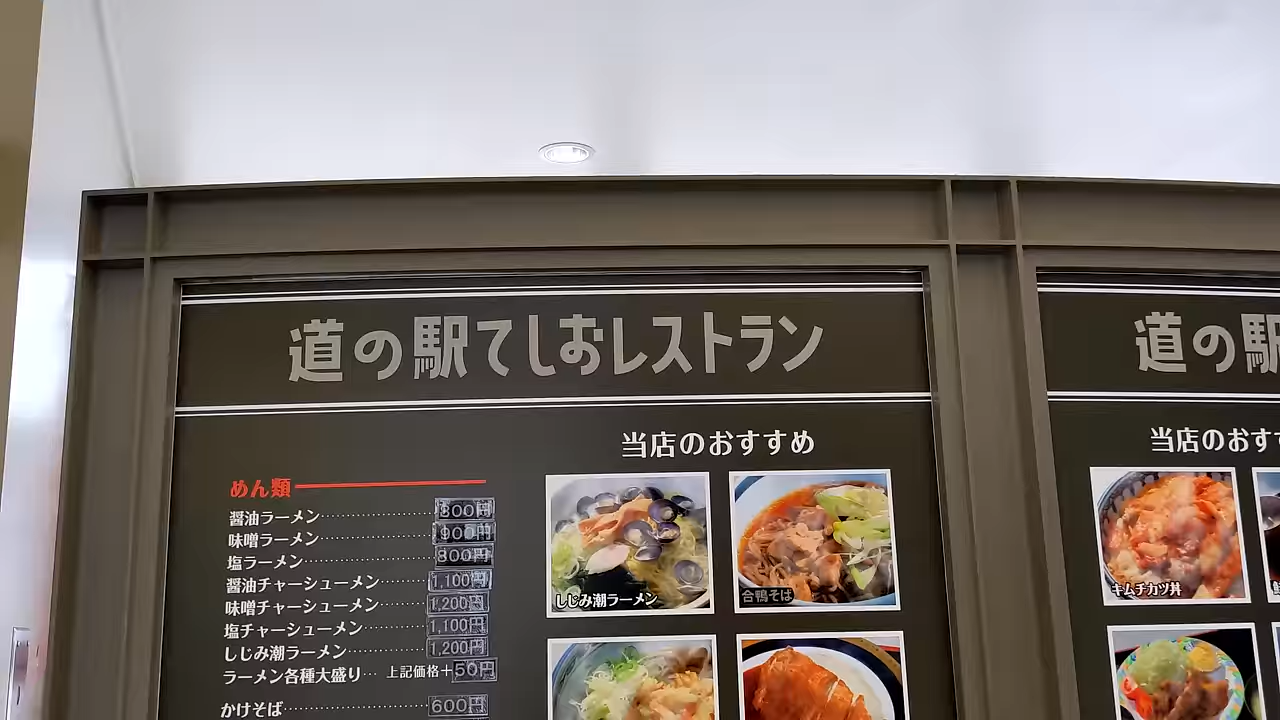 道の駅てしおレストラン
当店のおすすめ
めん類
醤油ラーメン……………………800円
味噌ラーメン……………………900円
塩ラーメン………………………800円
醤油チャーシューメン………1,100円
味噌チャーシューメン………1,200円
塩チャーシューメン…………1,100円
しじみ潮ラーメン……………1,200円
ラーメン各種大盛り… 上記価格+50円
かけそば…………………………600円
しじみ潮ラーメン
合鴨そば
道の駅
当店のおす
キムチカツ丼